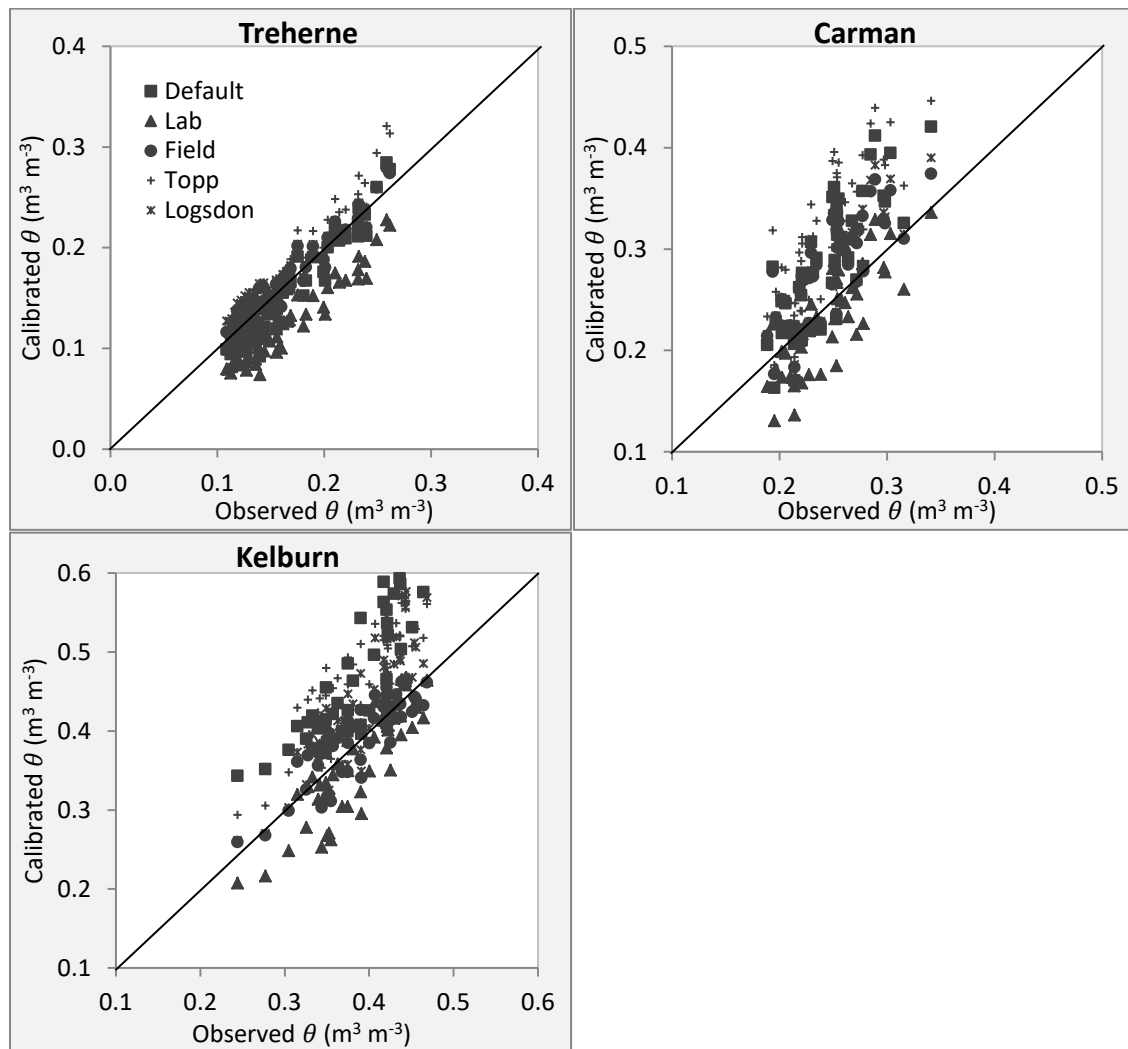 Treherne
0.4
0.3
0.2
0.1
0.0
Calibrated θ (m³ m⁻³)
Default
Lab
Field
Topp
Logsdon
0.0 0.1 0.2 0.3 0.4
Observed θ (m³ m⁻³)
Carman
0.5
0.4
0.3
0.2
0.1
Calibrated θ (m³ m⁻³)
0.1 0.2 0.3 0.4 0.5
Observed θ (m³ m⁻³)
Kelburn
0.6
0.5
0.4
0.3
0.2
0.1
Calibrated θ (m³ m⁻³)
0.1 0.2 0.3 0.4 0.5 0.6
Observed θ (m³ m⁻³)